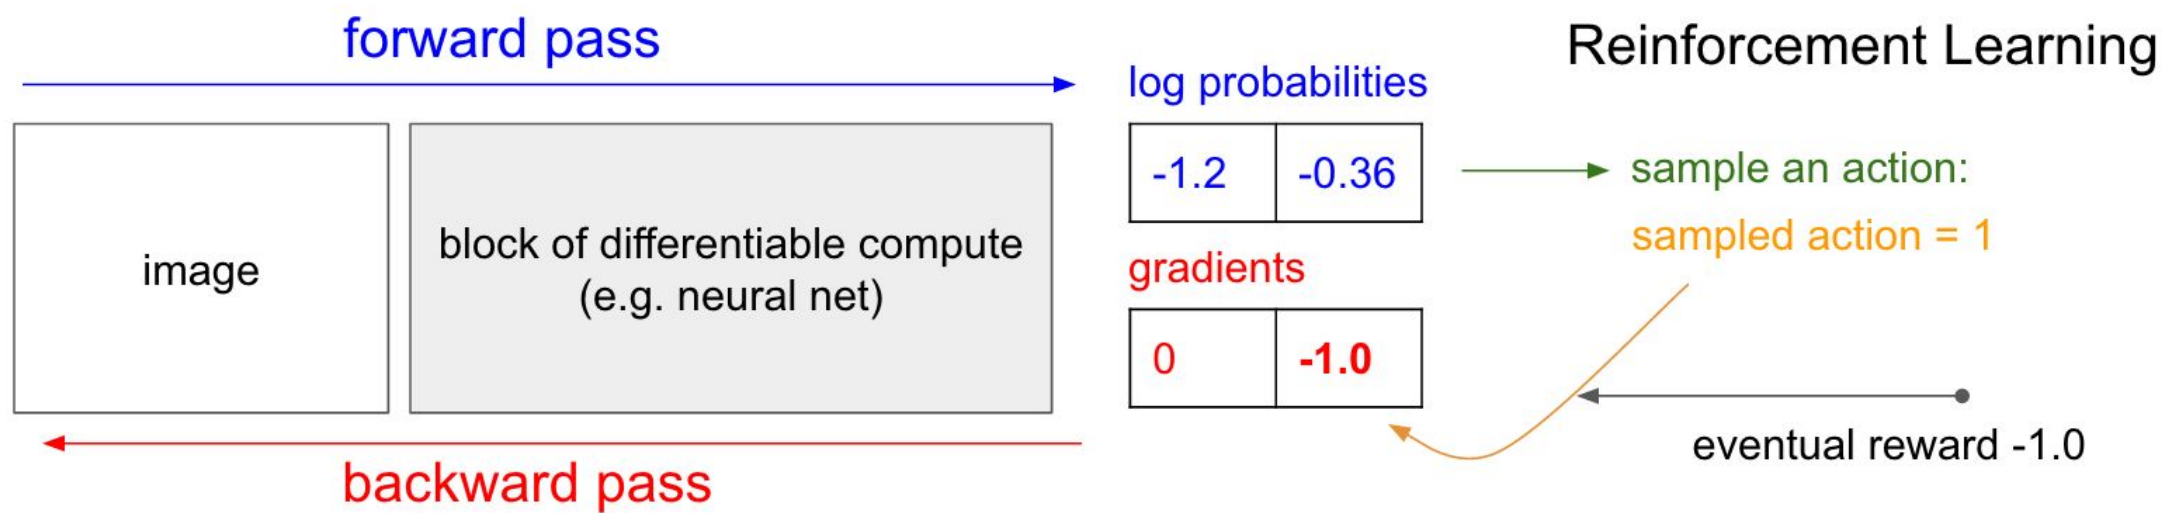 forward pass
Reinforcement Learning
log probabilities
-1.2
-0.36
sample an action:
sampled action = 1
image
block of differentiable compute
(e.g. neural net)
gradients
0
-1.0
eventual reward -1.0
backward pass